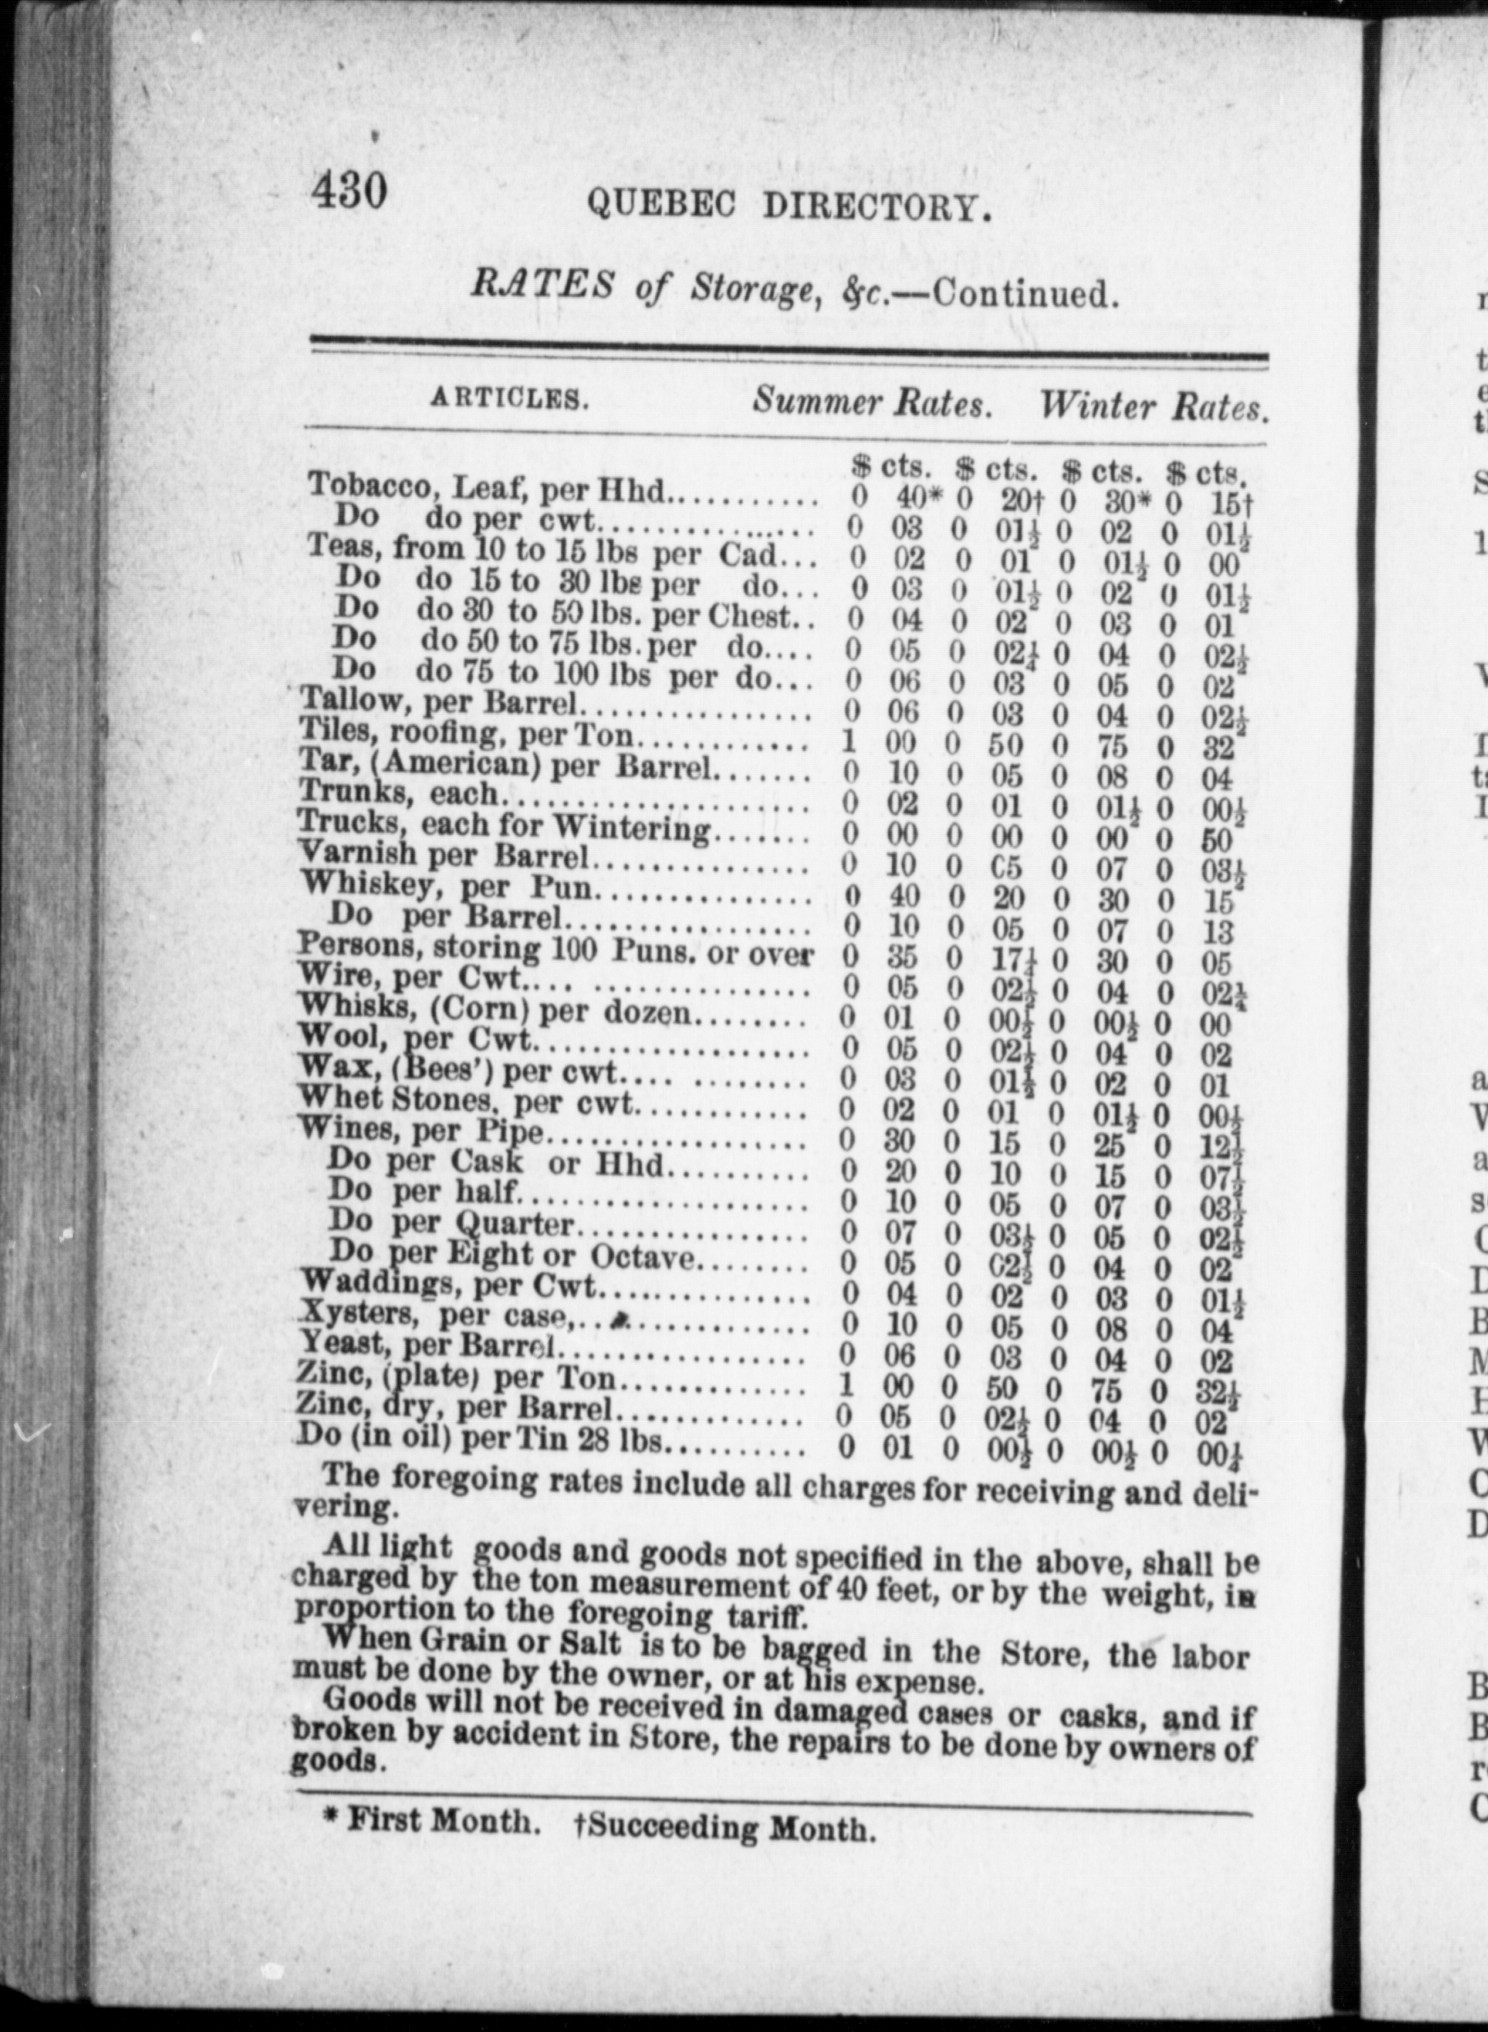 430
QUEBEC DIRECTORY.
RATES of Storage, &c.—Continued.
ARTICLES. Summer Rates. Winter Rates.
$ cts. $ cts. $ cts. $ cts.
Tobacco, Leaf, per Hhd............ 0 40* 0 20† 0 30* 0 15†
Do do per cwt................ 0 03 0 01½ 0 02 0 01½
Teas, from 10 to 15 lbs per Cad... 0 02 0 01 0 01½ 0 00
Do do 15 to 30 lbs per do... 0 03 0 01½ 0 02 0 01½
Do do 30 to 50 lbs. per Chest.. 0 04 0 02 0 03 0 01
Do do 50 to 75 lbs. per do.... 0 05 0 02¼ 0 04 0 02½
Do do 75 to 100 lbs per do... 0 06 0 03 0 05 0 02
Tallow, per Barrel................ 0 06 0 03 0 04 0 02½
Tiles, roofing, per Ton............ 1 00 0 50 0 75 0 32
Tar, (American) per Barrel....... 0 10 0 05 0 08 0 04
Trunks, each...................... 0 02 0 01 0 01½ 0 00½
Trucks, each for Wintering....... 0 00 0 00 0 00 0 50
Varnish per Barrel............... 0 10 0 C5 0 07 0 03½
Whiskey, per Pun................ 0 40 0 20 0 30 0 15
Do per Barrel................. 0 10 0 05 0 07 0 13
Persons, storing 100 Puns. or over 0 35 0 17¼ 0 30 0 05
Wire, per Cwt.... ............... 0 05 0 02½ 0 04 0 02¼
Whisks, (Corn) per dozen........ 0 01 0 00½ 0 00½ 0 00
Wool, per Cwt................... 0 05 0 02½ 0 04 0 02
Wax, (Bees') per cwt.... ........ 0 03 0 01½ 0 02 0 01
Whet Stones. per cwt............ 0 02 0 01 0 01½ 0 00½
Wines, per Pipe.................. 0 30 0 15 0 25 0 12½
Do per Cask or Hhd.......... 0 20 0 10 0 15 0 07½
Do per half.................... 0 10 0 05 0 07 0 03½
Do per Quarter................ 0 07 0 03½ 0 05 0 02½
Do per Eight or Octave........ 0 05 0 C2½ 0 04 0 02
Waddings, per Cwt............... 0 04 0 02 0 03 0 01½
Xysters, per case,............... 0 10 0 05 0 08 0 04
Yeast, per Barrel................. 0 06 0 03 0 04 0 02
Zinc, (plate) per Ton............. 1 00 0 50 0 75 0 32½
Zinc, dry, per Barrel............. 0 05 0 02½ 0 04 0 02
Do (in oil) per Tin 28 lbs.......... 0 01 0 00½ 0 00½ 0 00¼
The foregoing rates include all charges for receiving and deli-
vering.
All light goods and goods not specified in the above, shall be
charged by the ton measurement of 40 feet, or by the weight, in
proportion to the foregoing tariff.
When Grain or Salt is to be bagged in the Store, the labor
must be done by the owner, or at his expense.
Goods will not be received in damaged cases or casks, and if
broken by accident in Store, the repairs to be done by owners of
goods.
* First Month. †Succeeding Month.